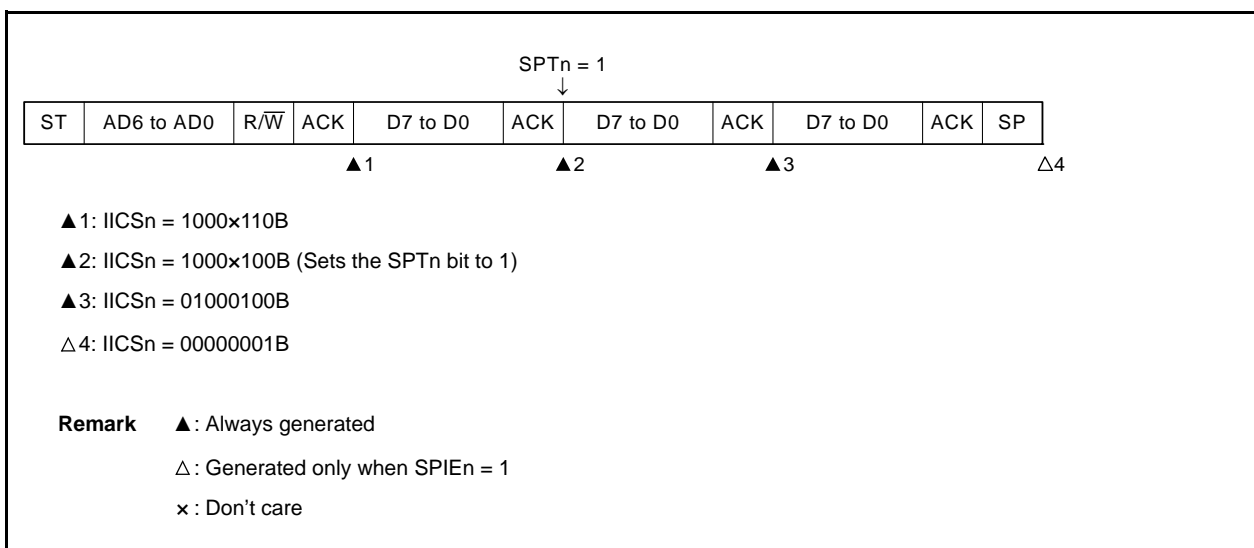 SPTn = 1
↓
ST AD6 to AD0 R/W̅ ACK D7 to D0 ACK D7 to D0 ACK D7 to D0 ACK SP
▲1 ▲2 ▲3 △4
▲1: IICSn = 1000×110B
▲2: IICSn = 1000×100B (Sets the SPTn bit to 1)
▲3: IICSn = 01000100B
△4: IICSn = 00000001B
Remark ▲: Always generated
△: Generated only when SPIEn = 1
×: Don't care